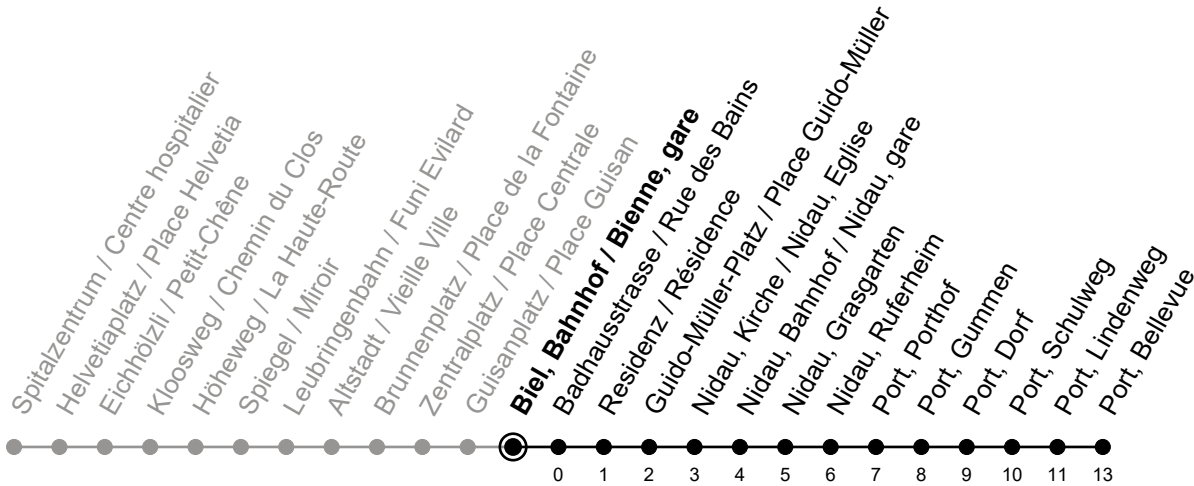 Spitalzentrum / Centre hospitalier
Helvetiaplatz / Place Helvetia
Eichhölzli / Petit-Chêne
Kloosweg / Chemin du Clos
Höheweg / La Haute-Route
Spiegel / Miroir
Leubringenbahn / Funi Evilard
Altstadt / Vieille Ville
Brunnenplatz / Place de la Fontaine
Zentralplatz / Place Centrale
Guisanplatz / Place Guisan
Biel, Bahnhof / Bienne, gare
Badhausstrasse / Rue des Bains
Residenz / Résidence
Guido-Müller-Platz / Place Guido-Müller
Nidau, Kirche / Nidau, Eglise
Nidau, Bahnhof / Nidau, gare
Nidau, Grasgarten
Nidau, Ruferheim
Port, Porthof
Port, Gummen
Port, Dorf
Port, Schulweg
Port, Lindenweg
Port, Bellevue
0 1 2 3 4 5 6 7 8 9 10 11 13